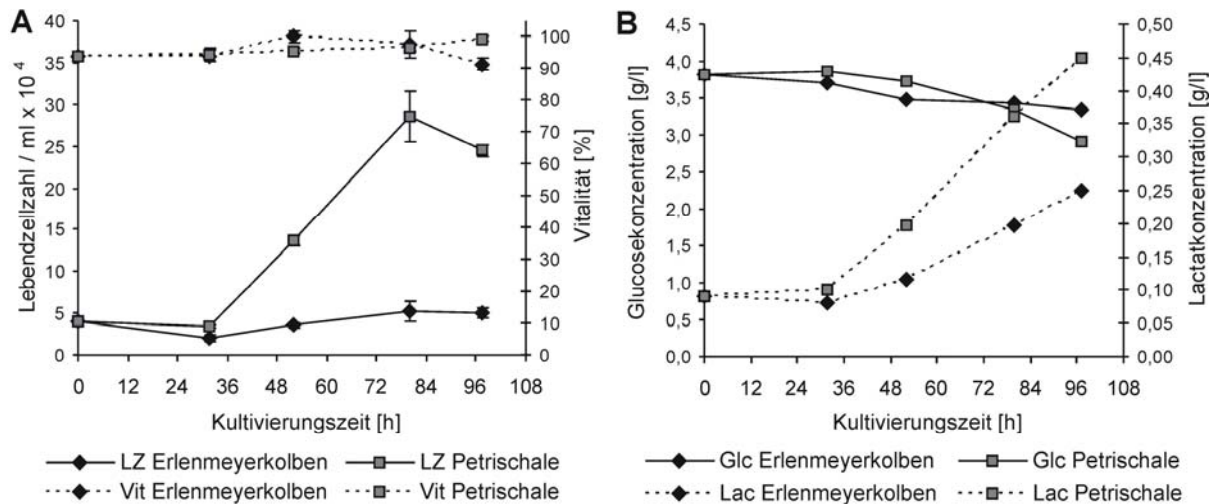 A
Lebendzellzahl / ml x 10⁴
40
35
30
25
20
15
10
5
0
100
90
80
70
60
50
40
30
20
10
0
Vitalität [%]
0 12 24 36 48 60 72 84 96 108
Kultivierungszeit [h]
LZ Erlenmeyerkolben LZ Petrischale
Vit Erlenmeyerkolben Vit Petrischale
B
Glucosekonzentration [g/l]
4,5
4,0
3,5
3,0
2,5
2,0
1,5
1,0
0,5
0,0
0,50
0,45
0,40
0,35
0,30
0,25
0,20
0,15
0,10
0,05
0,00
Lactatkonzentration [g/l]
0 12 24 36 48 60 72 84 96 108
Kultivierungszeit [h]
Glc Erlenmeyerkolben Glc Petrischale
Lac Erlenmeyerkolben Lac Petrischale